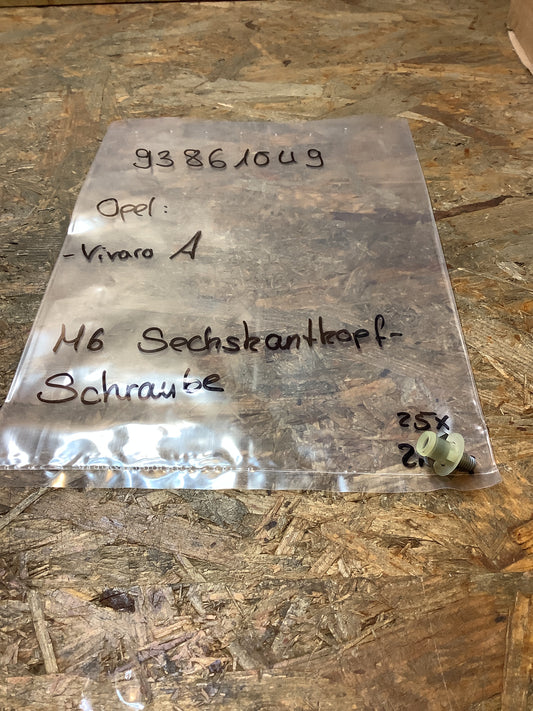 93861049
Opel:
- Vivaro A
M6 Sechskantkopf-
Schraube
25x